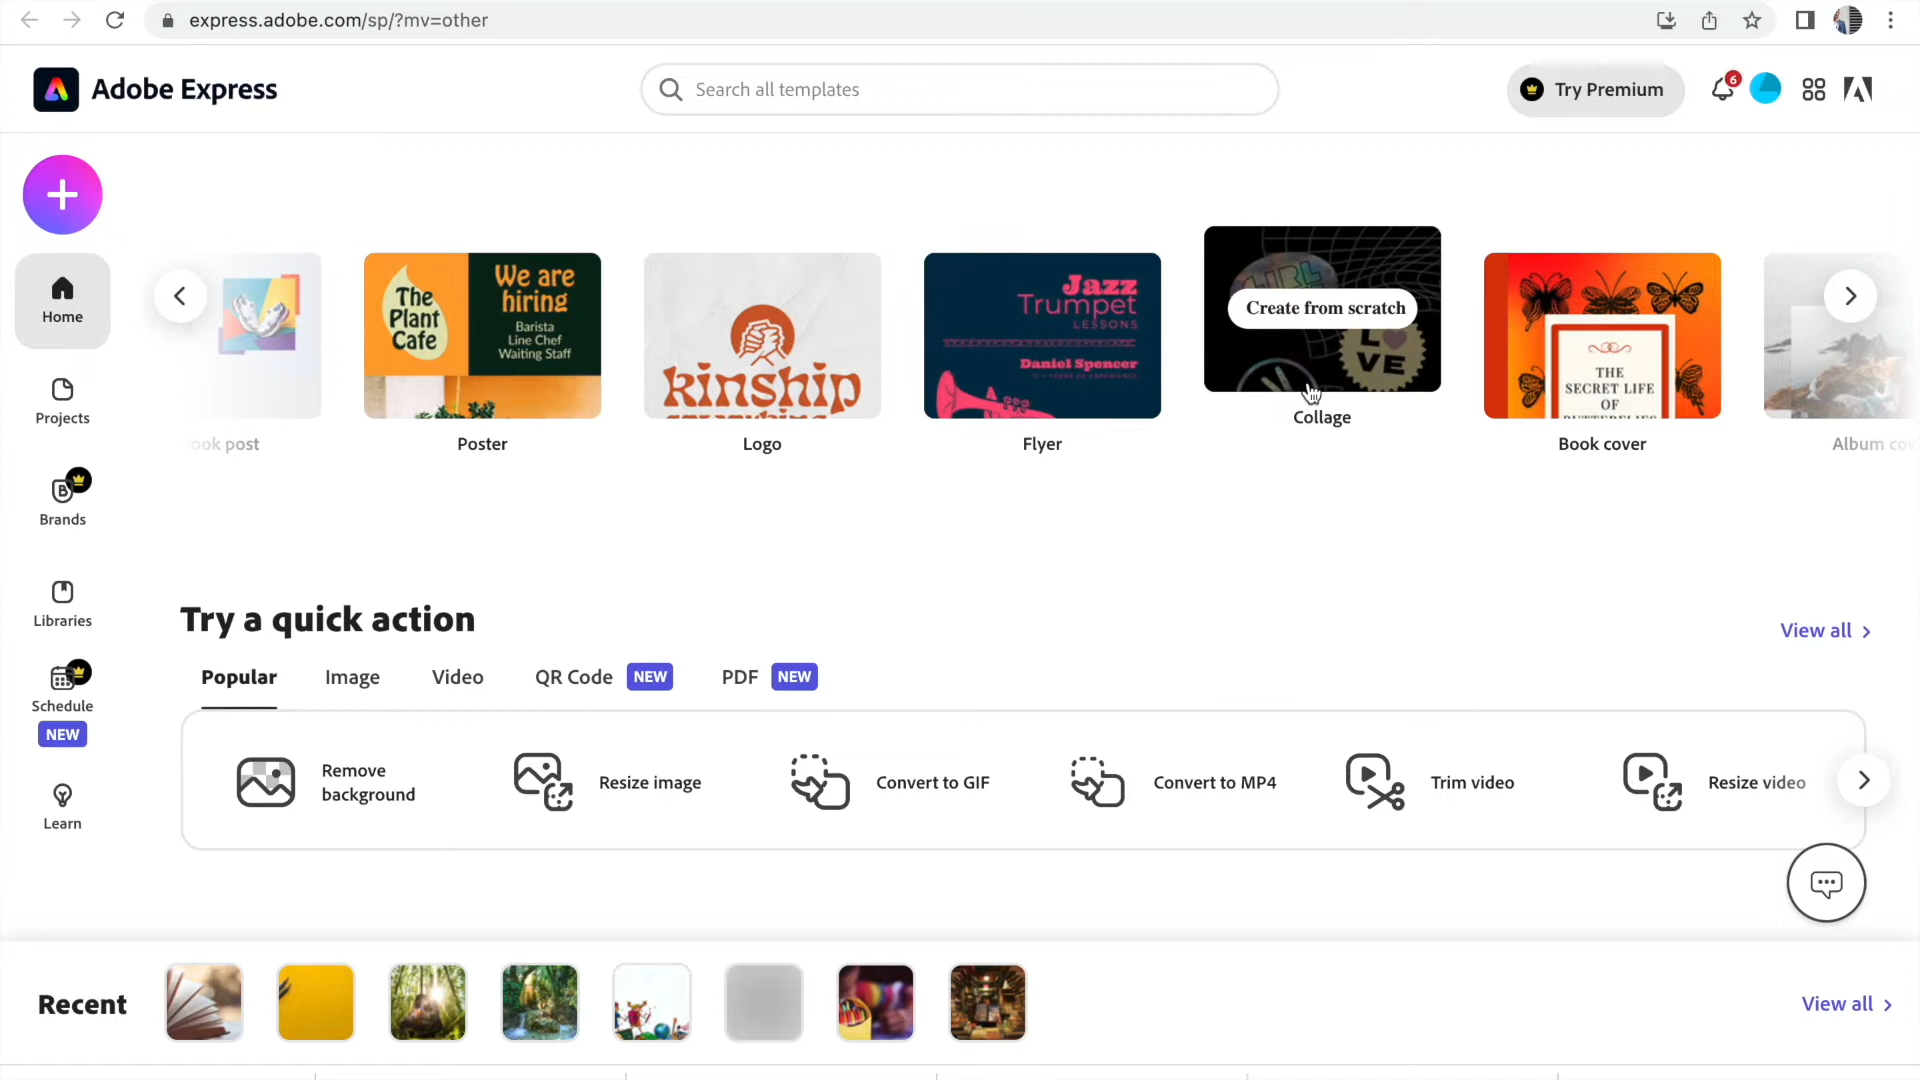 express.adobe.com/sp/?mv=other
Adobe Express
Search all templates
Try Premium
6
Home
Projects
B
Brands
Libraries
Schedule
NEW
Learn
ook post
The
Plant
Cafe
We are
hiring
Barista
Line Chef
Waiting Staff
Poster
kinship
Logo
Jazz
Trumpet
LESSONS
Daniel Spencer
Flyer
GIRL
Create from scratch
LOVE
Collage
THE
SECRET LIFE
OF
BUTTERFLIES
Book cover
Album cov
Try a quick action
View all
Popular
Image
Video
QR Code NEW
PDF NEW
Remove
background
Resize image
Convert to GIF
Convert to MP4
Trim video
Resize video
Recent
View all